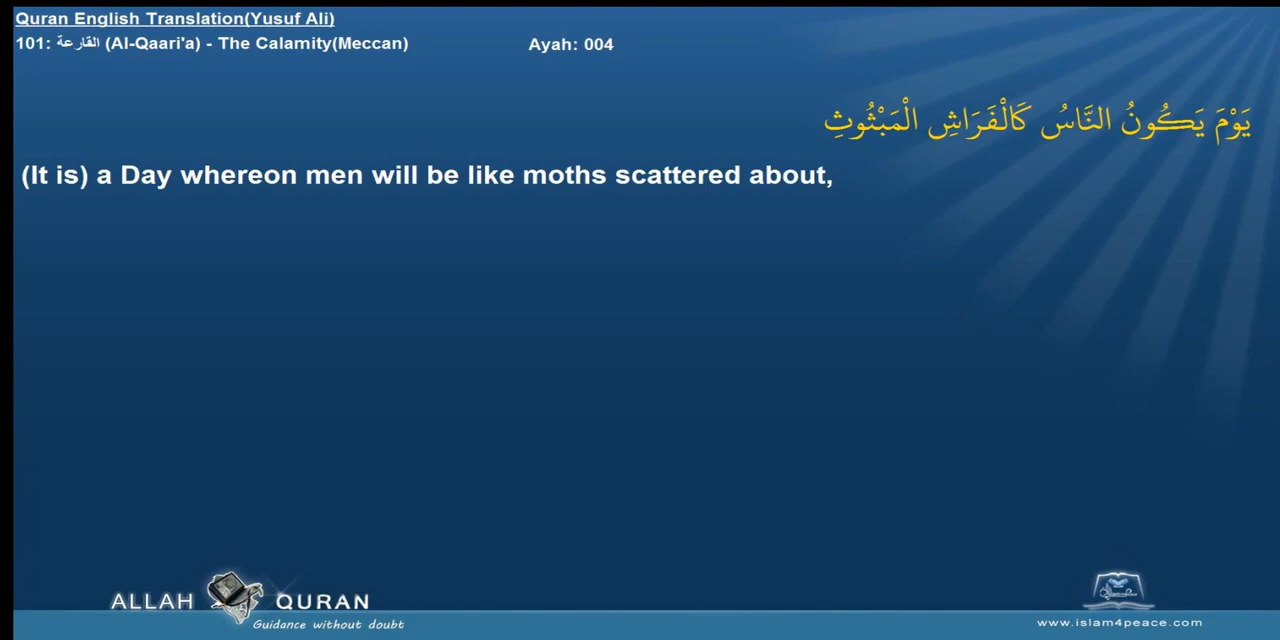 Quran English Translation(Yusuf Ali)
101: القارعة (Al-Qaari'a) - The Calamity(Meccan) Ayah: 004
يَوْمَ يَكُونُ النَّاسُ كَالْفَرَاشِ الْمَبْثُوثِ
(It is) a Day whereon men will be like moths scattered about,
ALLAH QURAN
Guidance without doubt
www.islam4peace.com